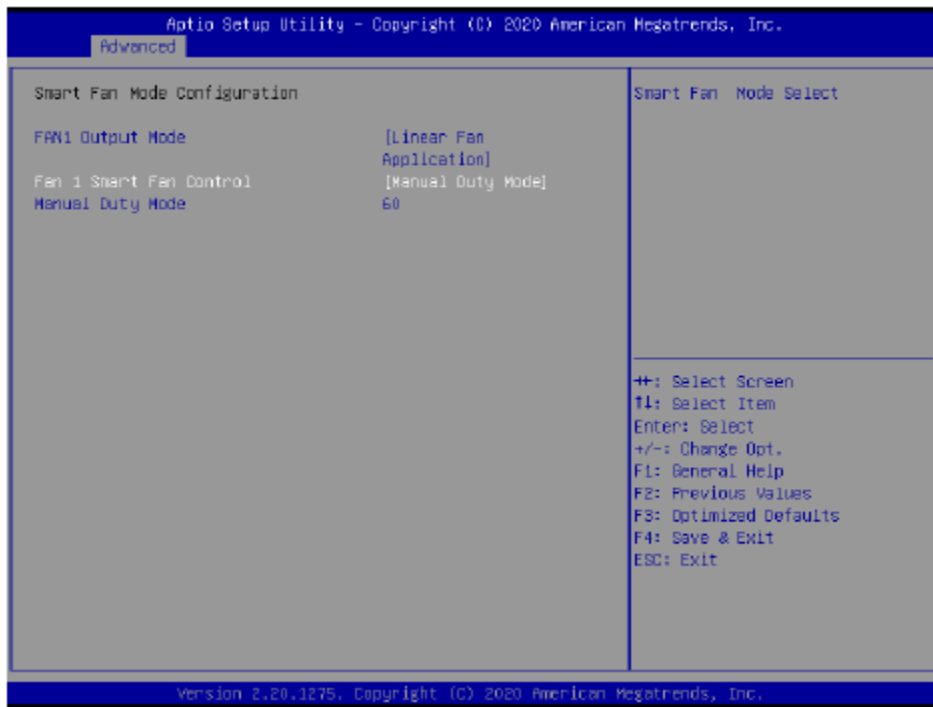 Aptio Setup Utility - Copyright (C) 2020 American Megatrends, Inc.
Advanced
Smart Fan Mode Configuration
FAN1 Output Mode [Linear Fan
Application]
Fan 1 Smart Fan Control [Manual Duty Mode]
Manual Duty Mode 60
Smart Fan Mode Select
→←: Select Screen
↑↓: Select Item
Enter: Select
+/-: Change Opt.
F1: General Help
F2: Previous Values
F3: Optimized Defaults
F4: Save & Exit
ESC: Exit
Version 2.20.1275. Copyright (C) 2020 American Megatrends, Inc.